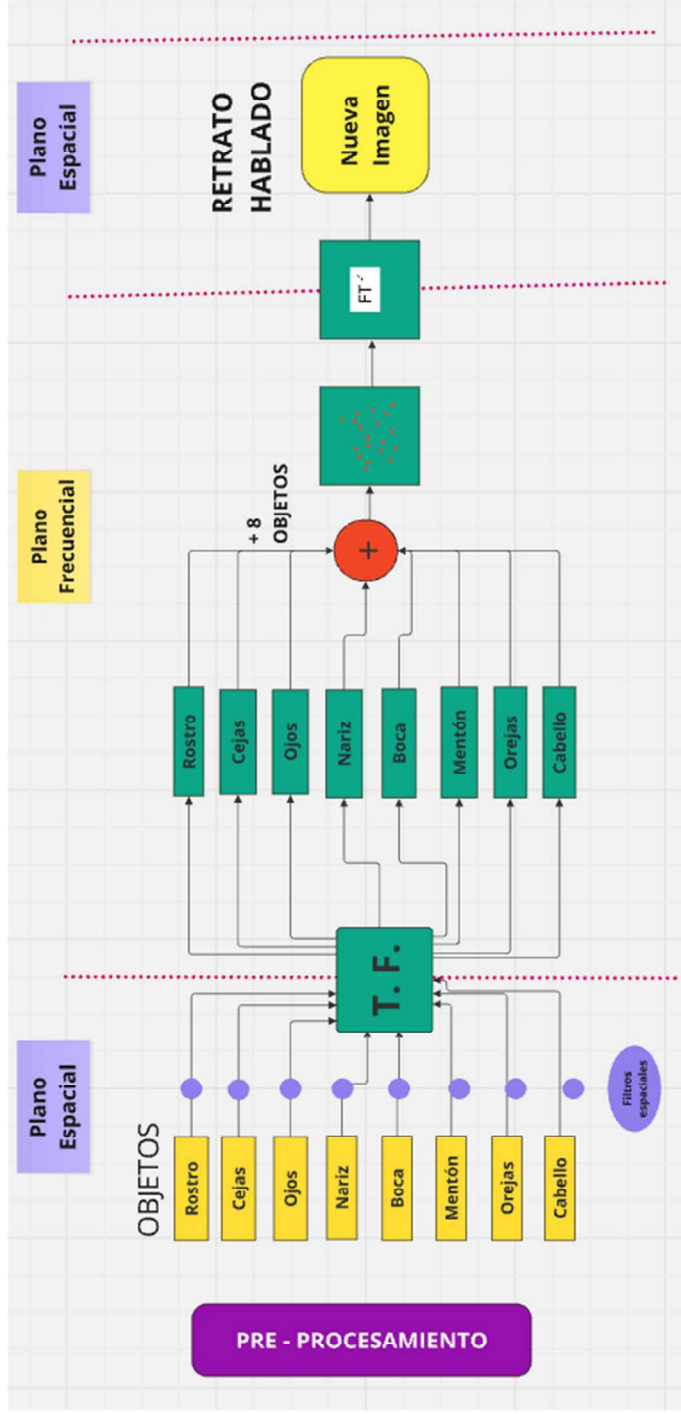 PRE - PROCESAMIENTO
Plano
Espacial
OBJETOS
Rostro
Cejas
Ojos
Nariz
Boca
Mentón
Orejas
Cabello
Filtros
espaciales
T. F.
Plano
Frecuencial
Rostro
Cejas
Ojos
Nariz
Boca
Mentón
Orejas
Cabello
+ 8
OBJETOS
+
FT
Plano
Espacial
RETRATO
HABLADO
Nueva
Imagen